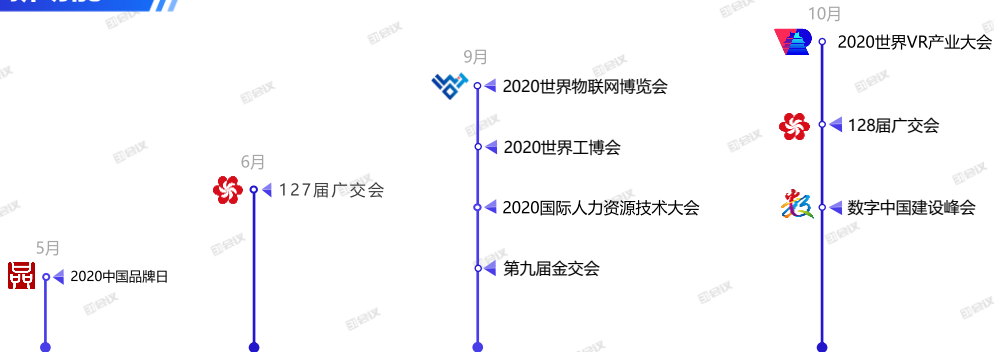 5月
2020中国品牌日
6月
127届广交会
9月
2020世界物联网博览会
2020世界工博会
2020国际人力资源技术大会
第九届金交会
10月
2020世界VR产业大会
128届广交会
数字中国建设峰会